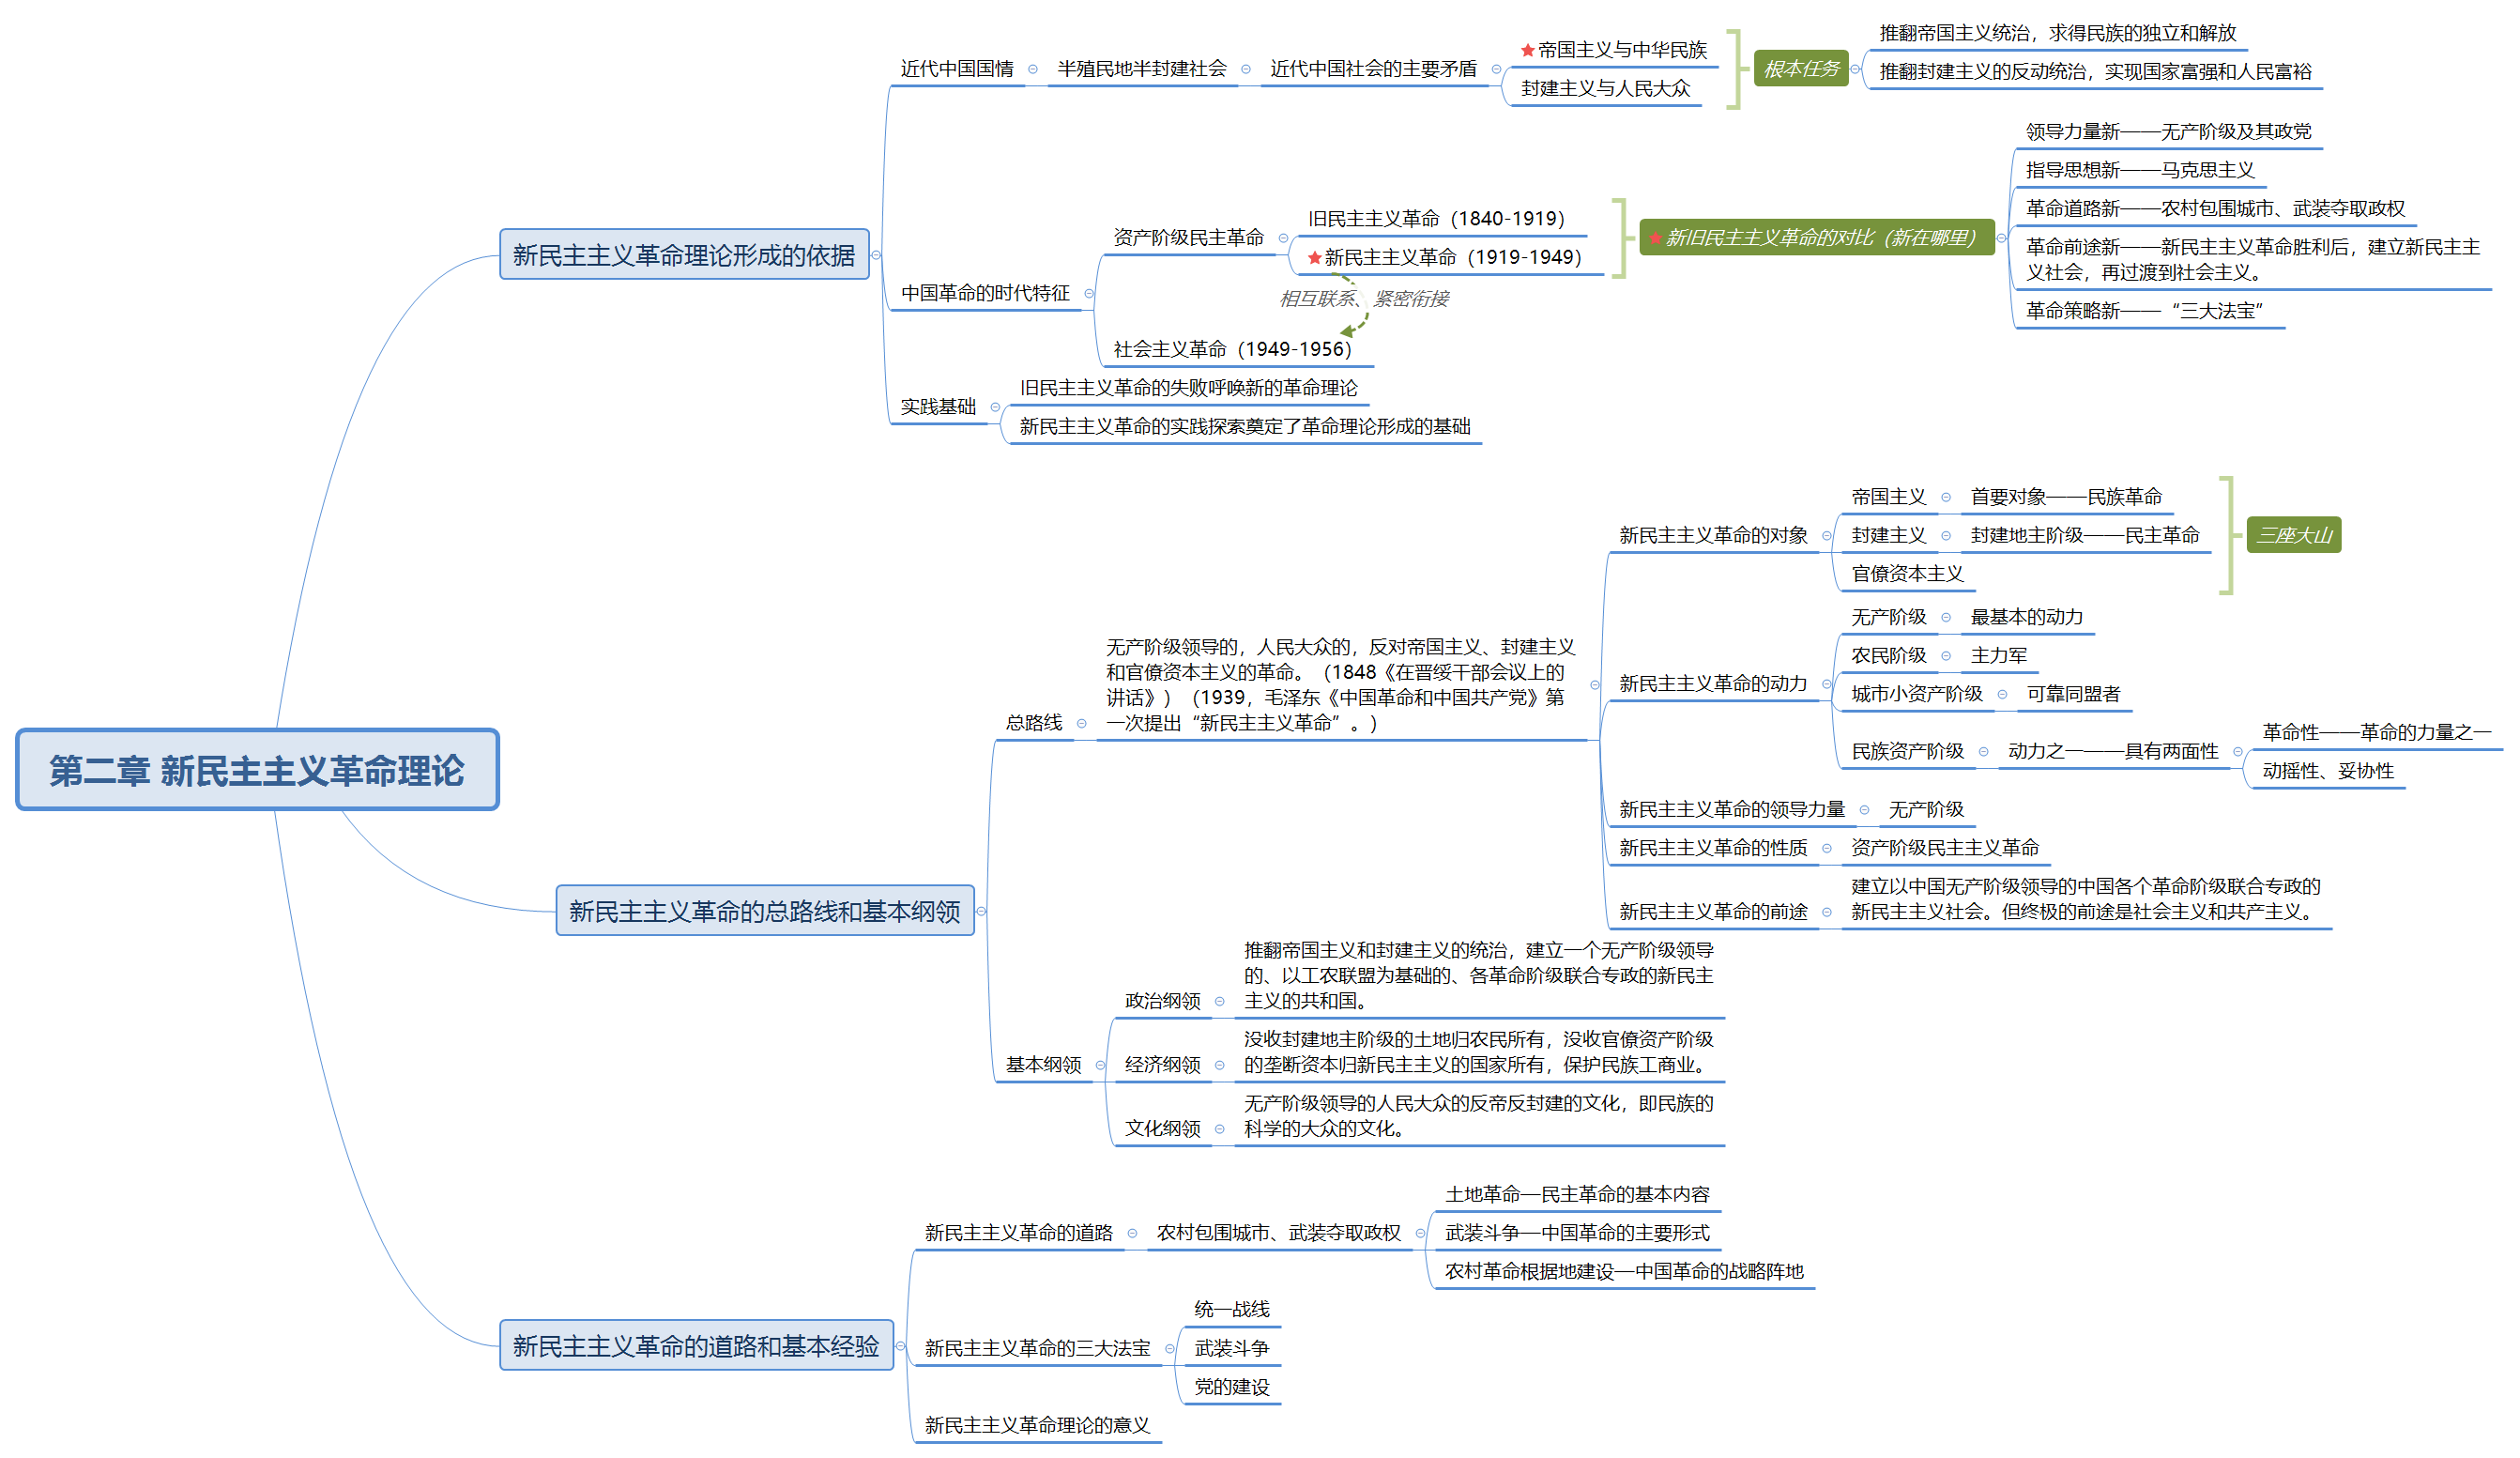 第二章 新民主主义革命理论
新民主主义革命理论形成的依据
近代中国国情
半殖民地半封建社会
近代中国社会的主要矛盾
帝国主义与中华民族
封建主义与人民大众
根本任务
推翻帝国主义统治，求得民族的独立和解放
推翻封建主义的反动统治，实现国家富强和人民富裕
中国革命的时代特征
资产阶级民主革命
旧民主主义革命（1840-1919）
新民主主义革命（1919-1949）
新旧民主主义革命的对比（新在哪里）
领导力量新——无产阶级及其政党
指导思想新——马克思主义
革命道路新——农村包围城市、武装夺取政权
革命前途新——新民主主义革命胜利后，建立新民主主
义社会，再过渡到社会主义。
革命策略新——“三大法宝”
相互联系、紧密衔接
社会主义革命（1949-1956）
实践基础
旧民主主义革命的失败呼唤新的革命理论
新民主主义革命的实践探索奠定了革命理论形成的基础
新民主主义革命的总路线和基本纲领
总路线
无产阶级领导的，人民大众的，反对帝国主义、封建主义
和官僚资本主义的革命。（1848《在晋绥干部会议上的
讲话》）（1939，毛泽东《中国革命和中国共产党》第
一次提出“新民主主义革命”。）
新民主主义革命的对象
帝国主义
首要对象——民族革命
封建主义
封建地主阶级——民主革命
官僚资本主义
三座大山
新民主主义革命的动力
无产阶级
最基本的动力
农民阶级
主力军
城市小资产阶级
可靠同盟者
民族资产阶级
动力之一——具有两面性
革命性——革命的力量之一
动摇性、妥协性
新民主主义革命的领导力量
无产阶级
新民主主义革命的性质
资产阶级民主主义革命
新民主主义革命的前途
建立以中国无产阶级领导的中国各个革命阶级联合专政的
新民主主义社会。但终极的前途是社会主义和共产主义。
基本纲领
政治纲领
推翻帝国主义和封建主义的统治，建立一个无产阶级领导
的、以工农联盟为基础的、各革命阶级联合专政的新民主
主义的共和国。
经济纲领
没收封建地主阶级的土地归农民所有，没收官僚资产阶级
的垄断资本归新民主主义的国家所有，保护民族工商业。
文化纲领
无产阶级领导的人民大众的反帝反封建的文化，即民族的
科学的大众的文化。
新民主主义革命的道路和基本经验
新民主主义革命的道路
农村包围城市、武装夺取政权
土地革命—民主革命的基本内容
武装斗争—中国革命的主要形式
农村革命根据地建设—中国革命的战略阵地
新民主主义革命的三大法宝
统一战线
武装斗争
党的建设
新民主主义革命理论的意义